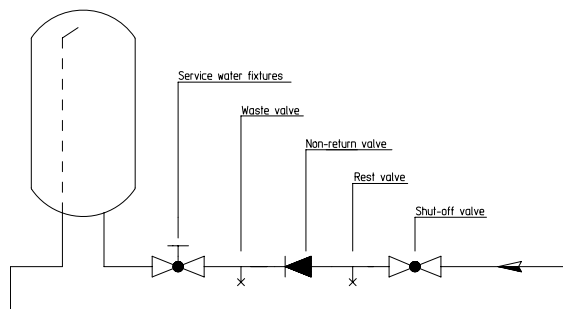 Service water fixtures
Waste valve
Non-return valve
Rest valve
Shut-off valve